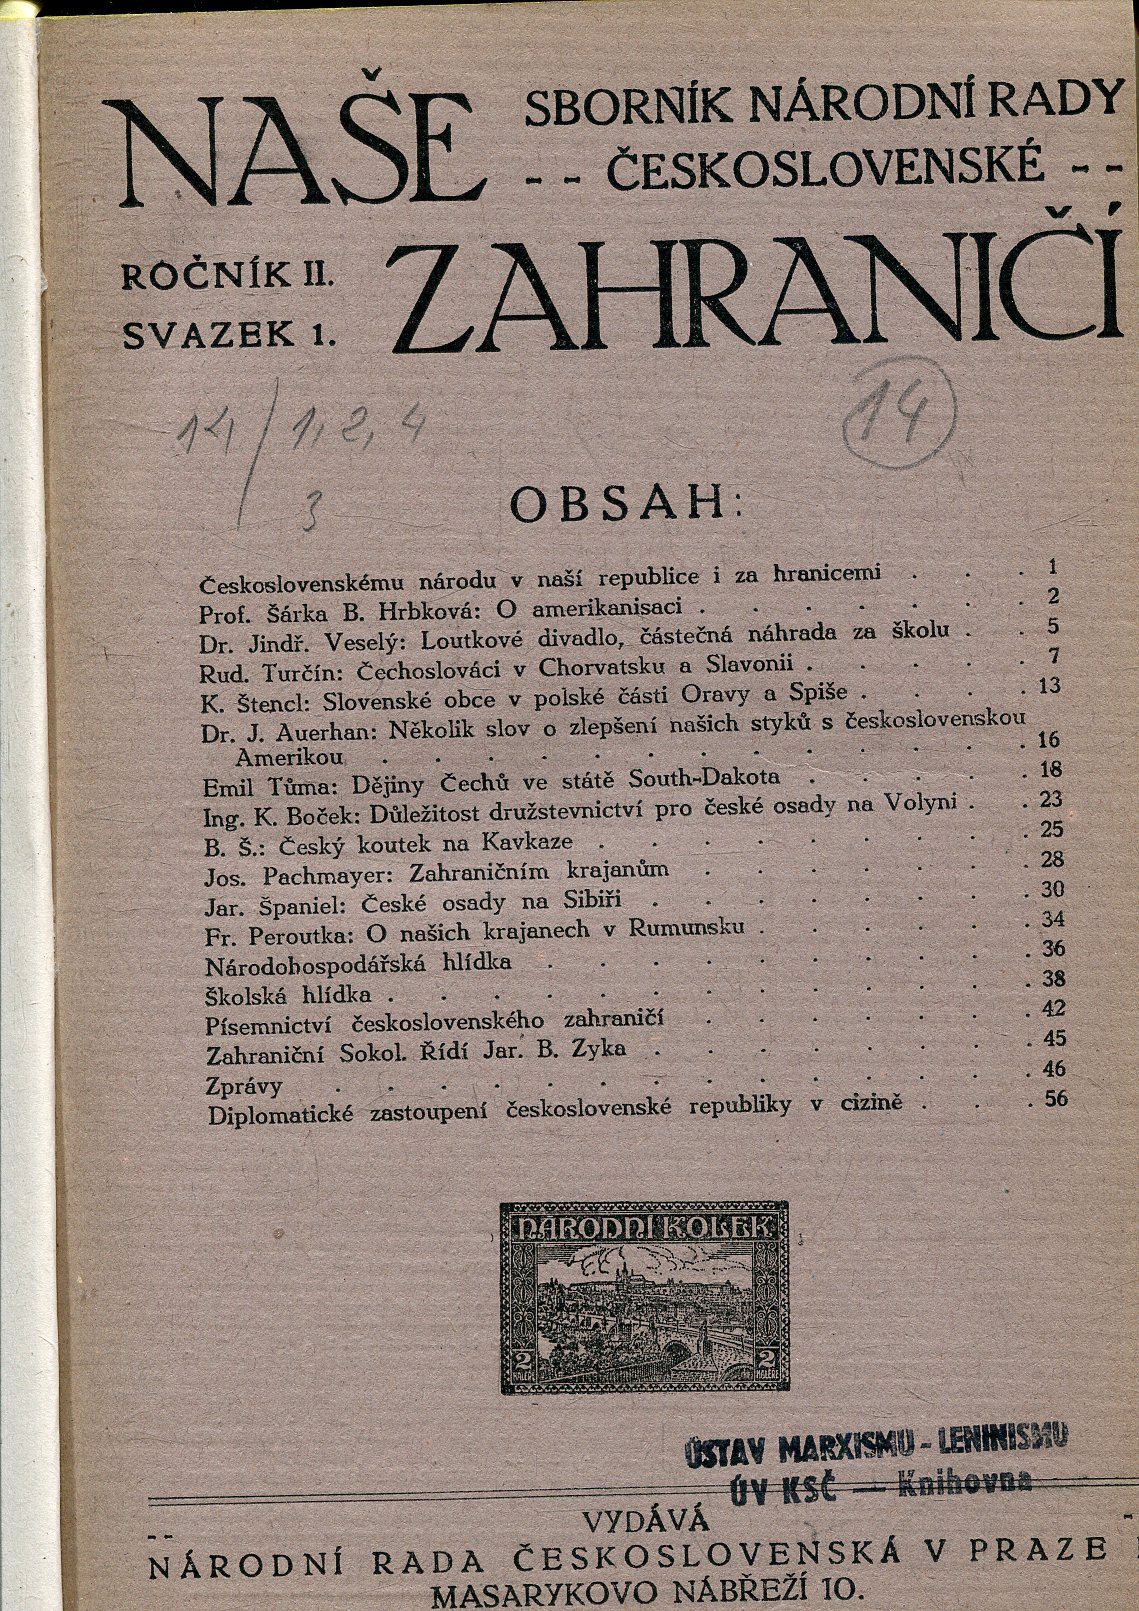 NAŠE
SBORNÍK NÁRODNÍ RADY
- - ČESKOSLOVENSKÉ - -
ROČNÍK II.
SVAZEK 1.
ZAHRANIČÍ
14/1, 2, 4
3
14
OBSAH:
Československému národu v naší republice i za hranicemi . . . 1
Prof. Šárka B. Hrbková: O amerikanisaci . . . . . . . 2
Dr. Jindř. Veselý: Loutkové divadlo, částečná náhrada za školu . . 5
Rud. Turčín: Čechoslováci v Chorvatsku a Slavonii . . . . . 7
K. Štencl: Slovenské obce v polské části Oravy a Spiše . . . . 13
Dr. J. Auerhan: Několik slov o zlepšení našich styků s československou
Amerikou . . . . . . . . . . . . . 16
Emil Tůma: Dějiny Čechů ve státě South-Dakota . . . . . 18
Ing. K. Boček: Důležitost družstevnictví pro české osady na Volyni . . 23
B. Š.: Český koutek na Kavkaze . . . . . . . . . 25
Jos. Pachmayer: Zahraničním krajanům . . . . . . . 28
Jar. Španiel: České osady na Sibiři . . . . . . . . 30
Fr. Peroutka: O našich krajanech v Rumunsku . . . . . . 34
Národohospodářská hlídka . . . . . . . . . . 36
Školská hlídka . . . . . . . . . . . . . 38
Písemnictví československého zahraničí . . . . . . . 42
Zahraniční Sokol. Řídí Jar. B. Zyka . . . . . . . . 45
Zprávy . . . . . . . . . . . . . . 46
Diplomatické zastoupení československé republiky v cizině . . . 56
NÁRODNÍ KOLEK
2 2
HALÉŘE HALÉŘE
ÚSTAV MARXISMU - LENINISMU
ÚV KSČ — Knihovna
VYDÁVÁ
- -
NÁRODNÍ RADA ČESKOSLOVENSKÁ V PRAZE
MASARYKOVO NÁBŘEŽÍ 10.